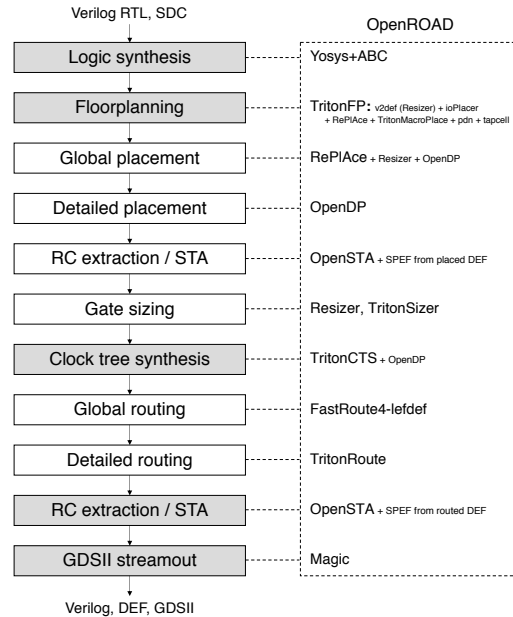 Verilog RTL, SDC
OpenROAD
Logic synthesis
Yosys+ABC
Floorplanning
TritonFP: v2def (Resizer) + ioPlacer
+ RePlAce + TritonMacroPlace + pdn + tapcell
Global placement
RePlAce + Resizer + OpenDP
Detailed placement
OpenDP
RC extraction / STA
OpenSTA + SPEF from placed DEF
Gate sizing
Resizer, TritonSizer
Clock tree synthesis
TritonCTS + OpenDP
Global routing
FastRoute4-lefdef
Detailed routing
TritonRoute
RC extraction / STA
OpenSTA + SPEF from routed DEF
GDSII streamout
Magic
Verilog, DEF, GDSII